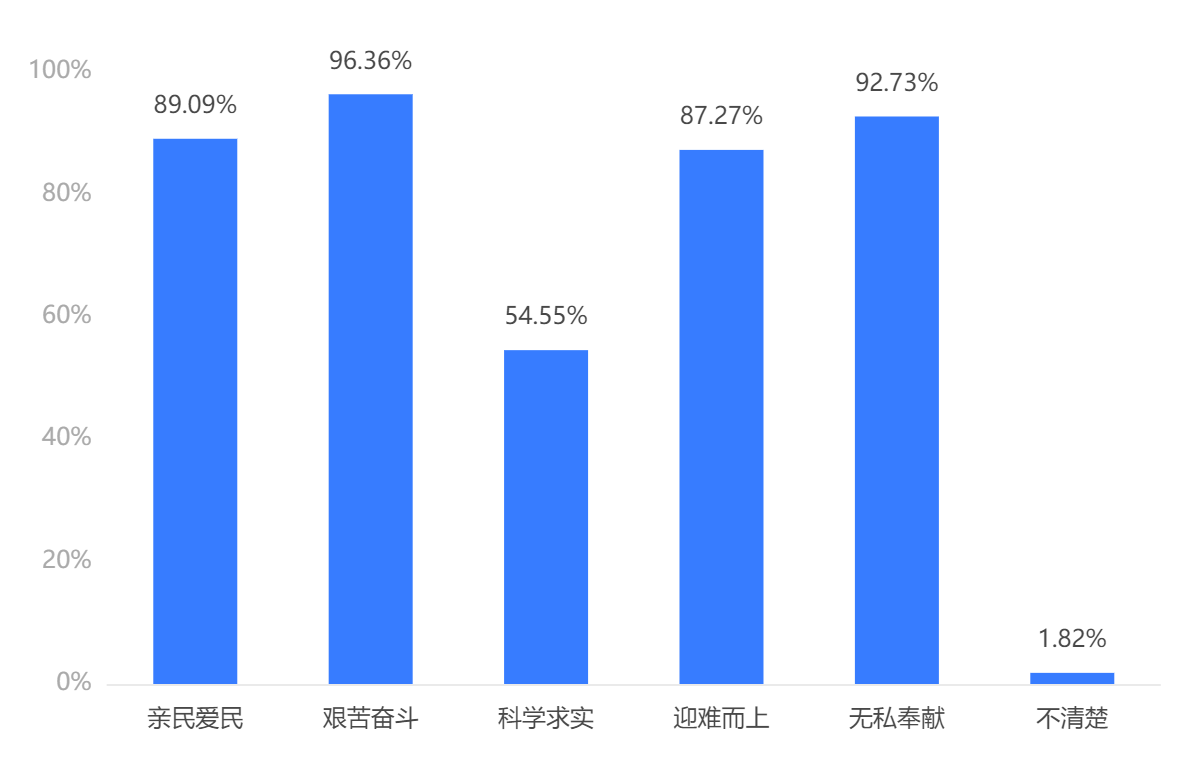 100%
80%
60%
40%
20%
0%
89.09%
96.36%
54.55%
87.27%
92.73%
1.82%
亲民爱民
艰苦奋斗
科学求实
迎难而上
无私奉献
不清楚